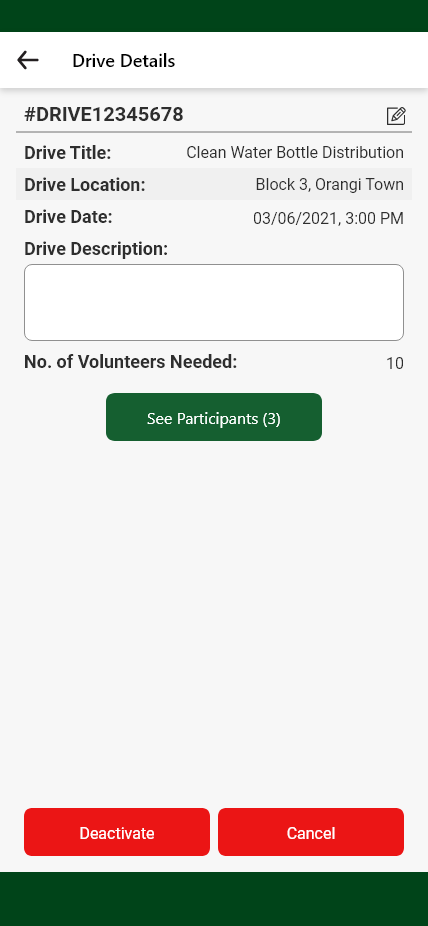 Drive Details
#DRIVE12345678
Drive Title: Clean Water Bottle Distribution
Drive Location: Block 3, Orangi Town
Drive Date: 03/06/2021, 3:00 PM
Drive Description:
No. of Volunteers Needed: 10
See Participants (3)
Deactivate Cancel